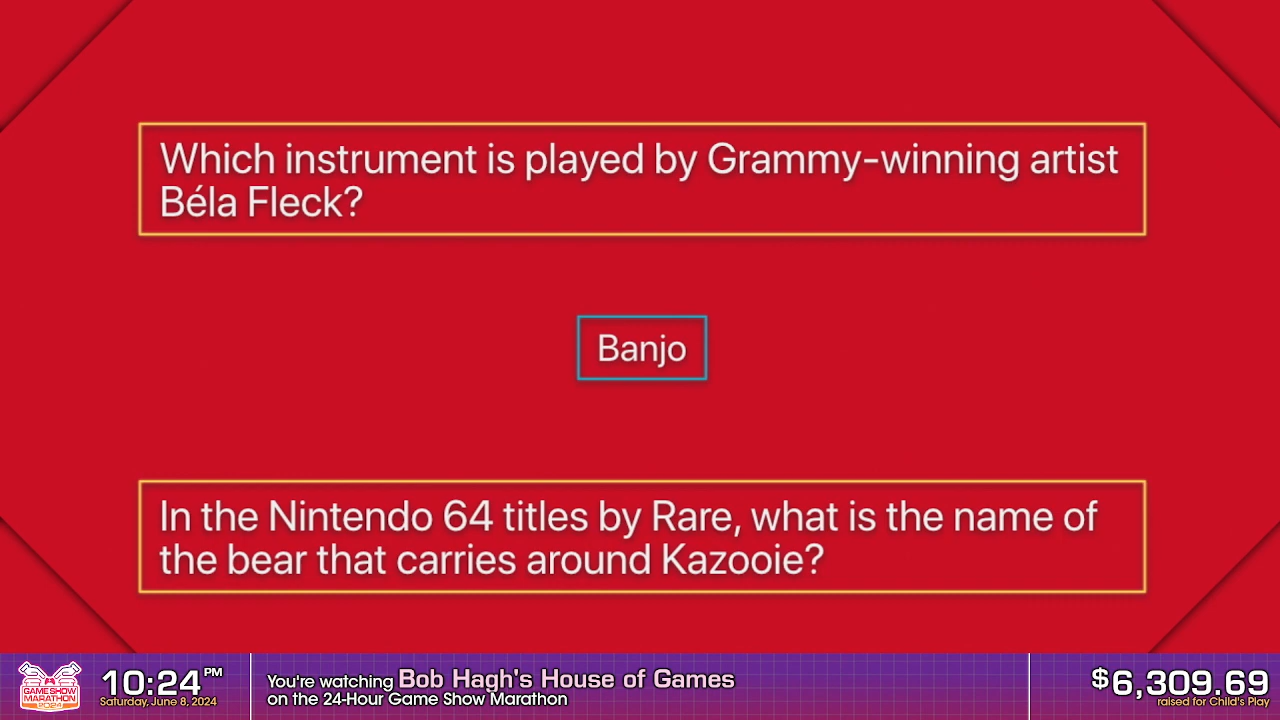 Which instrument is played by Grammy-winning artist
Béla Fleck?
Banjo
In the Nintendo 64 titles by Rare, what is the name of
the bear that carries around Kazooie?
GAME SHOW
MARATHON
2024
10:24 PM
Saturday, June 8, 2024
You're watching Bob Hagh's House of Games
on the 24-Hour Game Show Marathon
$6,309.69
raised for Child's Play